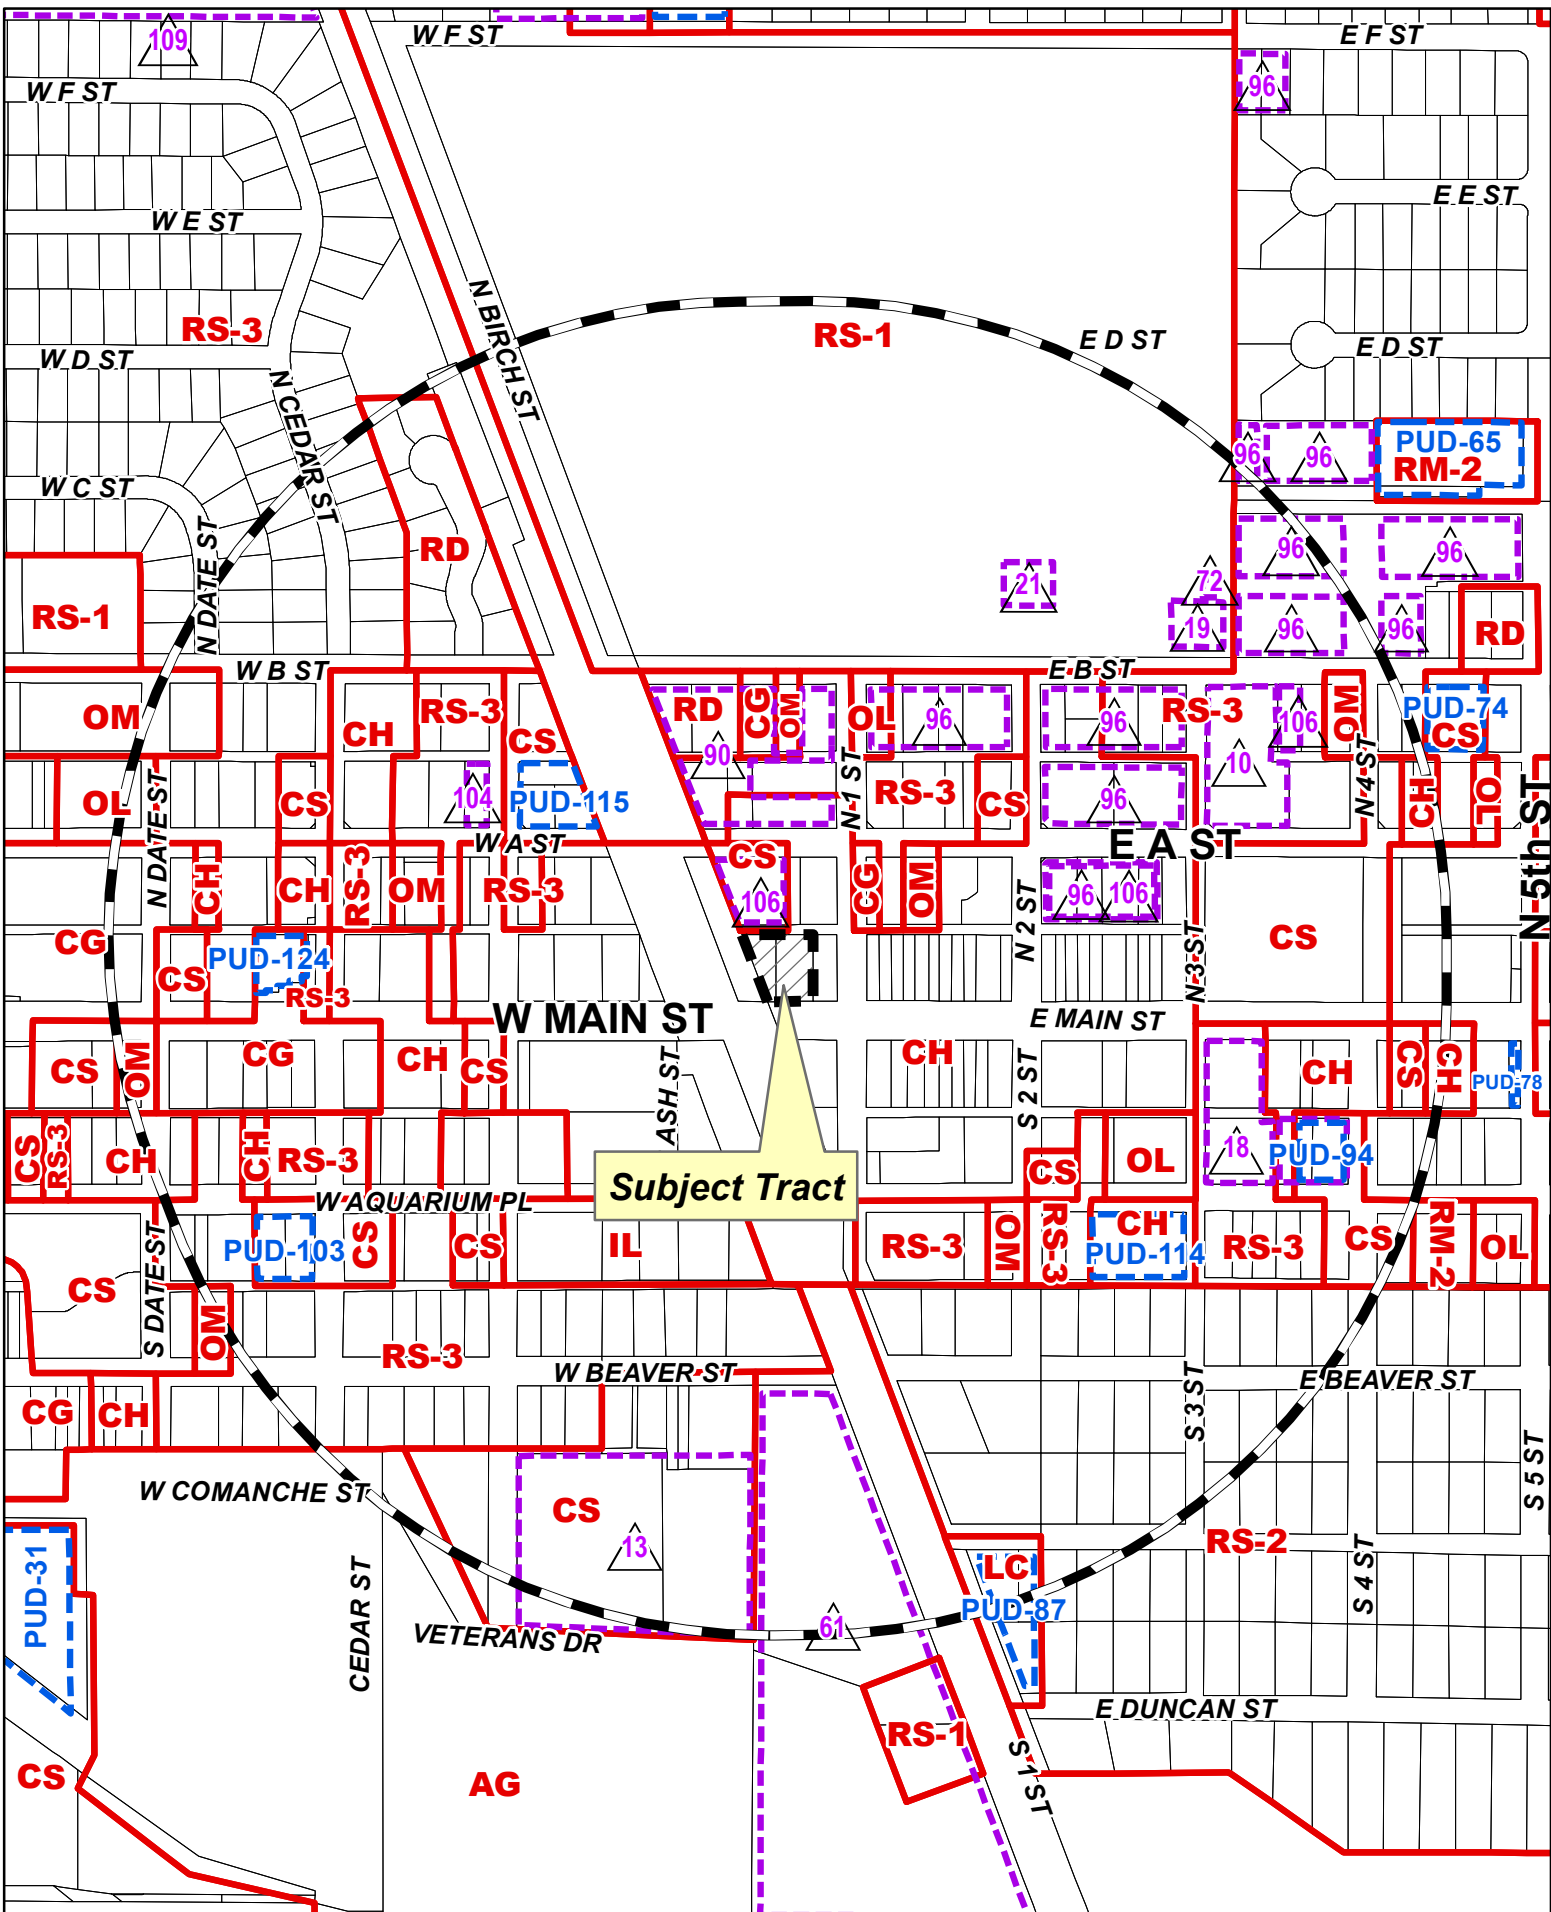 W F ST
E F ST
109
96
W F ST
E E ST
W E ST
N BIRCH ST
RS-3
RS-1
E D ST
E D ST
W D ST
N CEDAR ST
96
96
PUD-65
RM-2
W C ST
N DATE ST
RD
96
96
21
72
RS-1
19
96
96
RD
W B ST
E B ST
OM
CH
RS-3
CS
RD
CG
OM
OL
96
96
RS-3
106
OM
PUD-74
CS
90
10
N 4 ST
OL
N DATE ST
CS
104
PUD-115
N 1 ST
RS-3
CS
96
CH
OL
N 5th ST
W A ST
E A ST
CH
CH
RS-3
OM
RS-3
CS
106
CG
OM
N 2 ST
96
106
CG
CS
PUD-124
RS-3
N 3 ST
CS
W MAIN ST
E MAIN ST
CS
OM
CG
CH
CS
ASH ST
CH
S 2 ST
CH
CS
CH
PUD-78
CS
RS-3
CH
CH
RS-3
CS
OL
18
PUD-94
W AQUARIUM PL
Subject Tract
S DATE ST
PUD-103
CS
CS
IL
RS-3
OM
RS-3
CH
PUD-114
RS-3
CS
RM-2
OL
CS
OM
RS-3
W BEAVER ST
S 3 ST
E BEAVER ST
CG
CH
W COMANCHE ST
CS
13
S 5 ST
RS-2
PUD-31
CEDAR ST
LC
PUD-87
S 4 ST
VETERANS DR
61
E DUNCAN ST
RS-1
S 1 ST
CS
AG